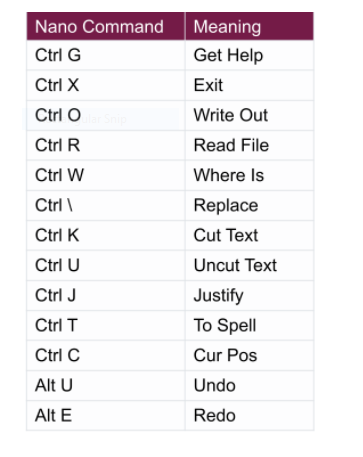 Nano Command Meaning
Ctrl G Get Help
Ctrl X Exit
Ctrl O Write Out
Ctrl R Read File
Ctrl W Where Is
Ctrl \ Replace
Ctrl K Cut Text
Ctrl U Uncut Text
Ctrl J Justify
Ctrl T To Spell
Ctrl C Cur Pos
Alt U Undo
Alt E Redo